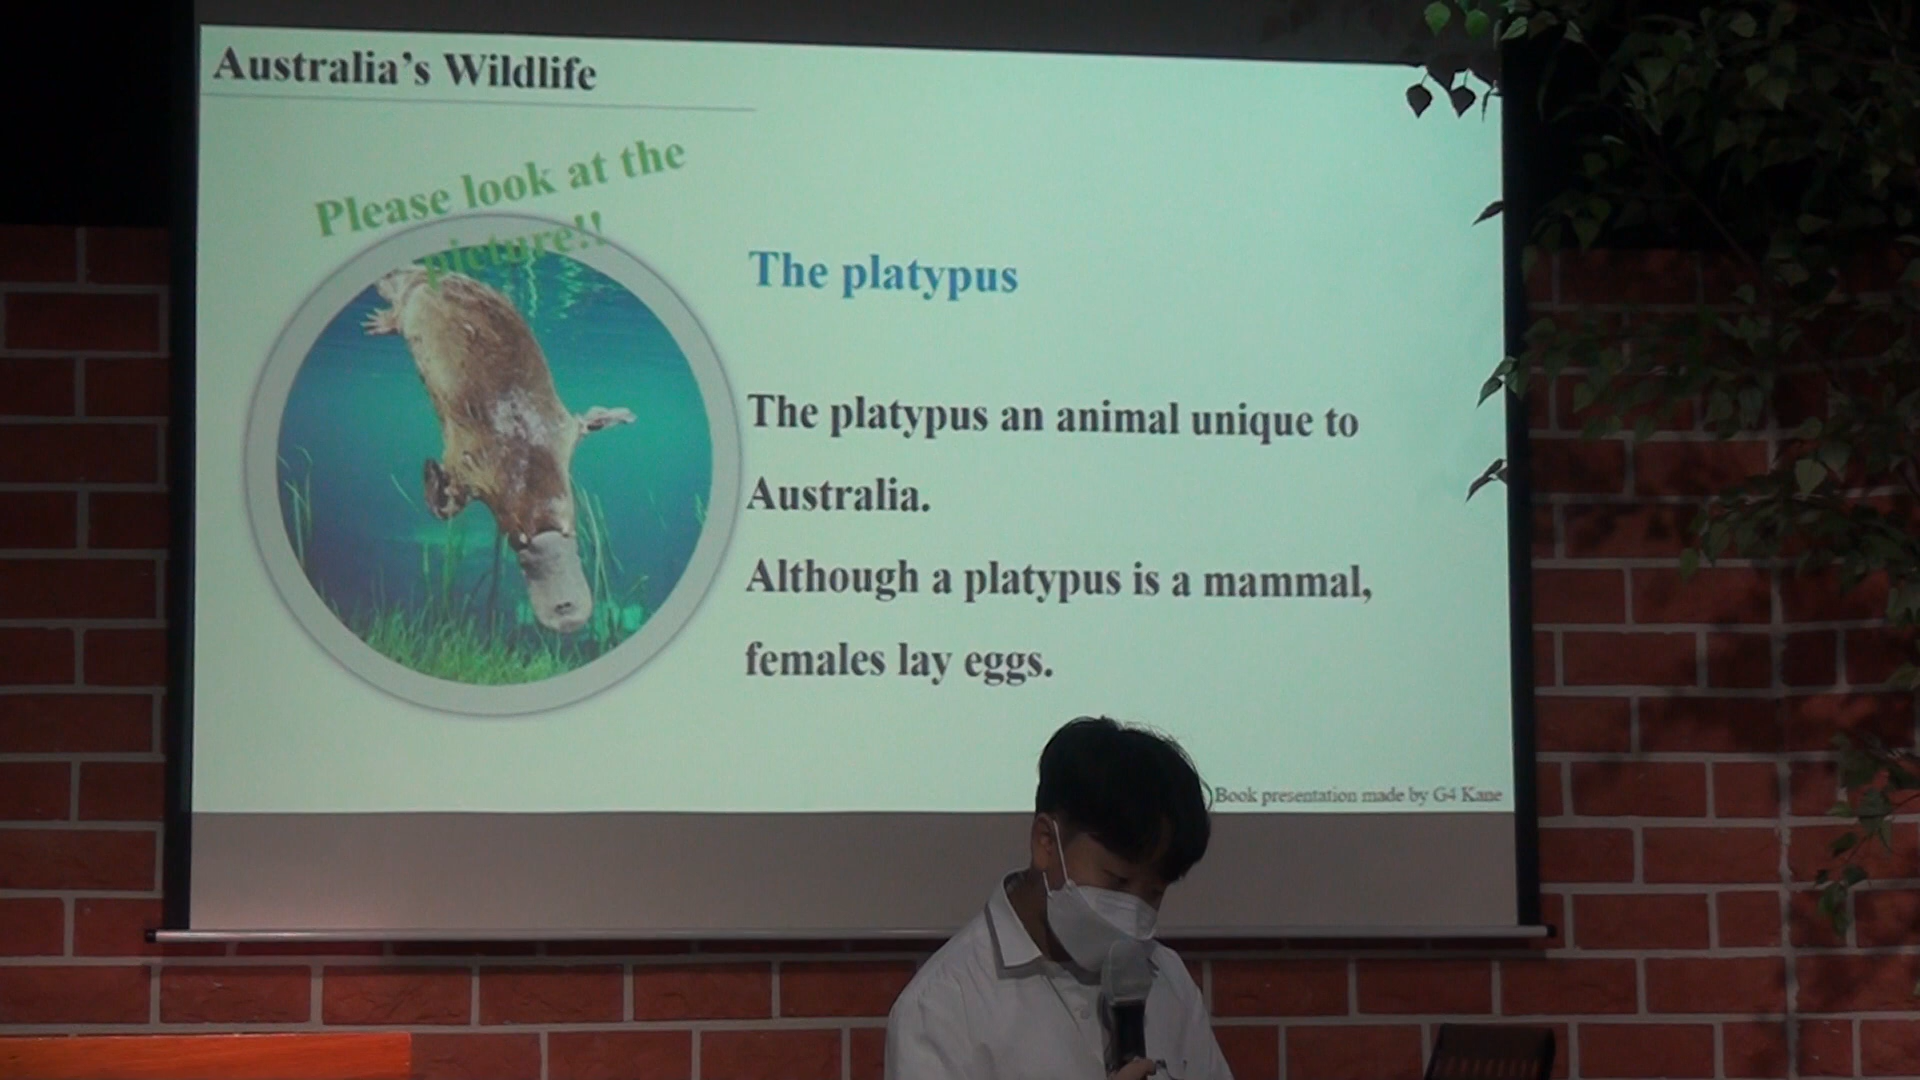 Australia’s Wildlife
Please look at the
picture!!
The platypus
The platypus an animal unique to
Australia.
Although a platypus is a mammal,
females lay eggs.
Book presentation made by G4 Kane